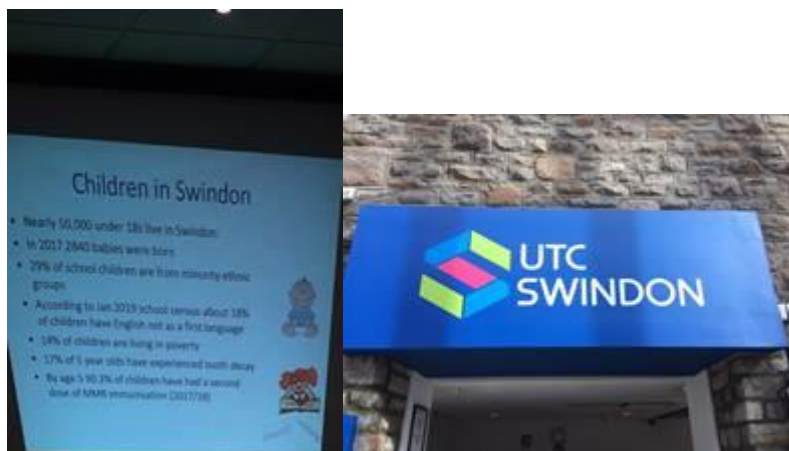 Children in Swindon
• Nearly 50,000 under 18s live in Swindon
• In 2017 2840 babies were born
• 29% of school children are from minority ethnic
groups
• According to Jan 2019 school census about 18%
of children have English not as a first language
• 14% of children are living in poverty
• 17% of 5 year olds have experienced tooth decay
• By age 5 90.3% of children have had a second
dose of MMR immunisation (2017/18)
UTC
SWINDON